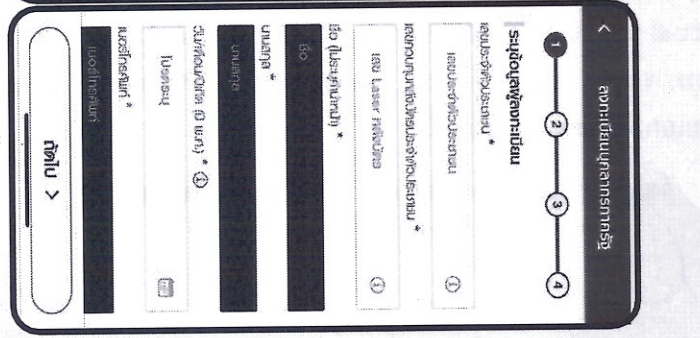 <
ลงทะเบียนบุคลากรภาครัฐ
1 2 3 4
ระบุข้อมูลผู้ลงทะเบียน
เลขประจำตัวประชาชน *
เลขประจำตัวประชาชน
เลขควบคุมหลังบัตรประจำตัวประชาชน *
เลข Laser หลังบัตร
ชื่อ (ไม่ระบุคำนำหน้า) *
ชื่อ
นามสกุล *
นามสกุล
วัน/เดือน/ปีเกิด (ปี พ.ศ.) *
โปรดระบุ
เบอร์โทรศัพท์ *
เบอร์โทรศัพท์
ถัดไป >